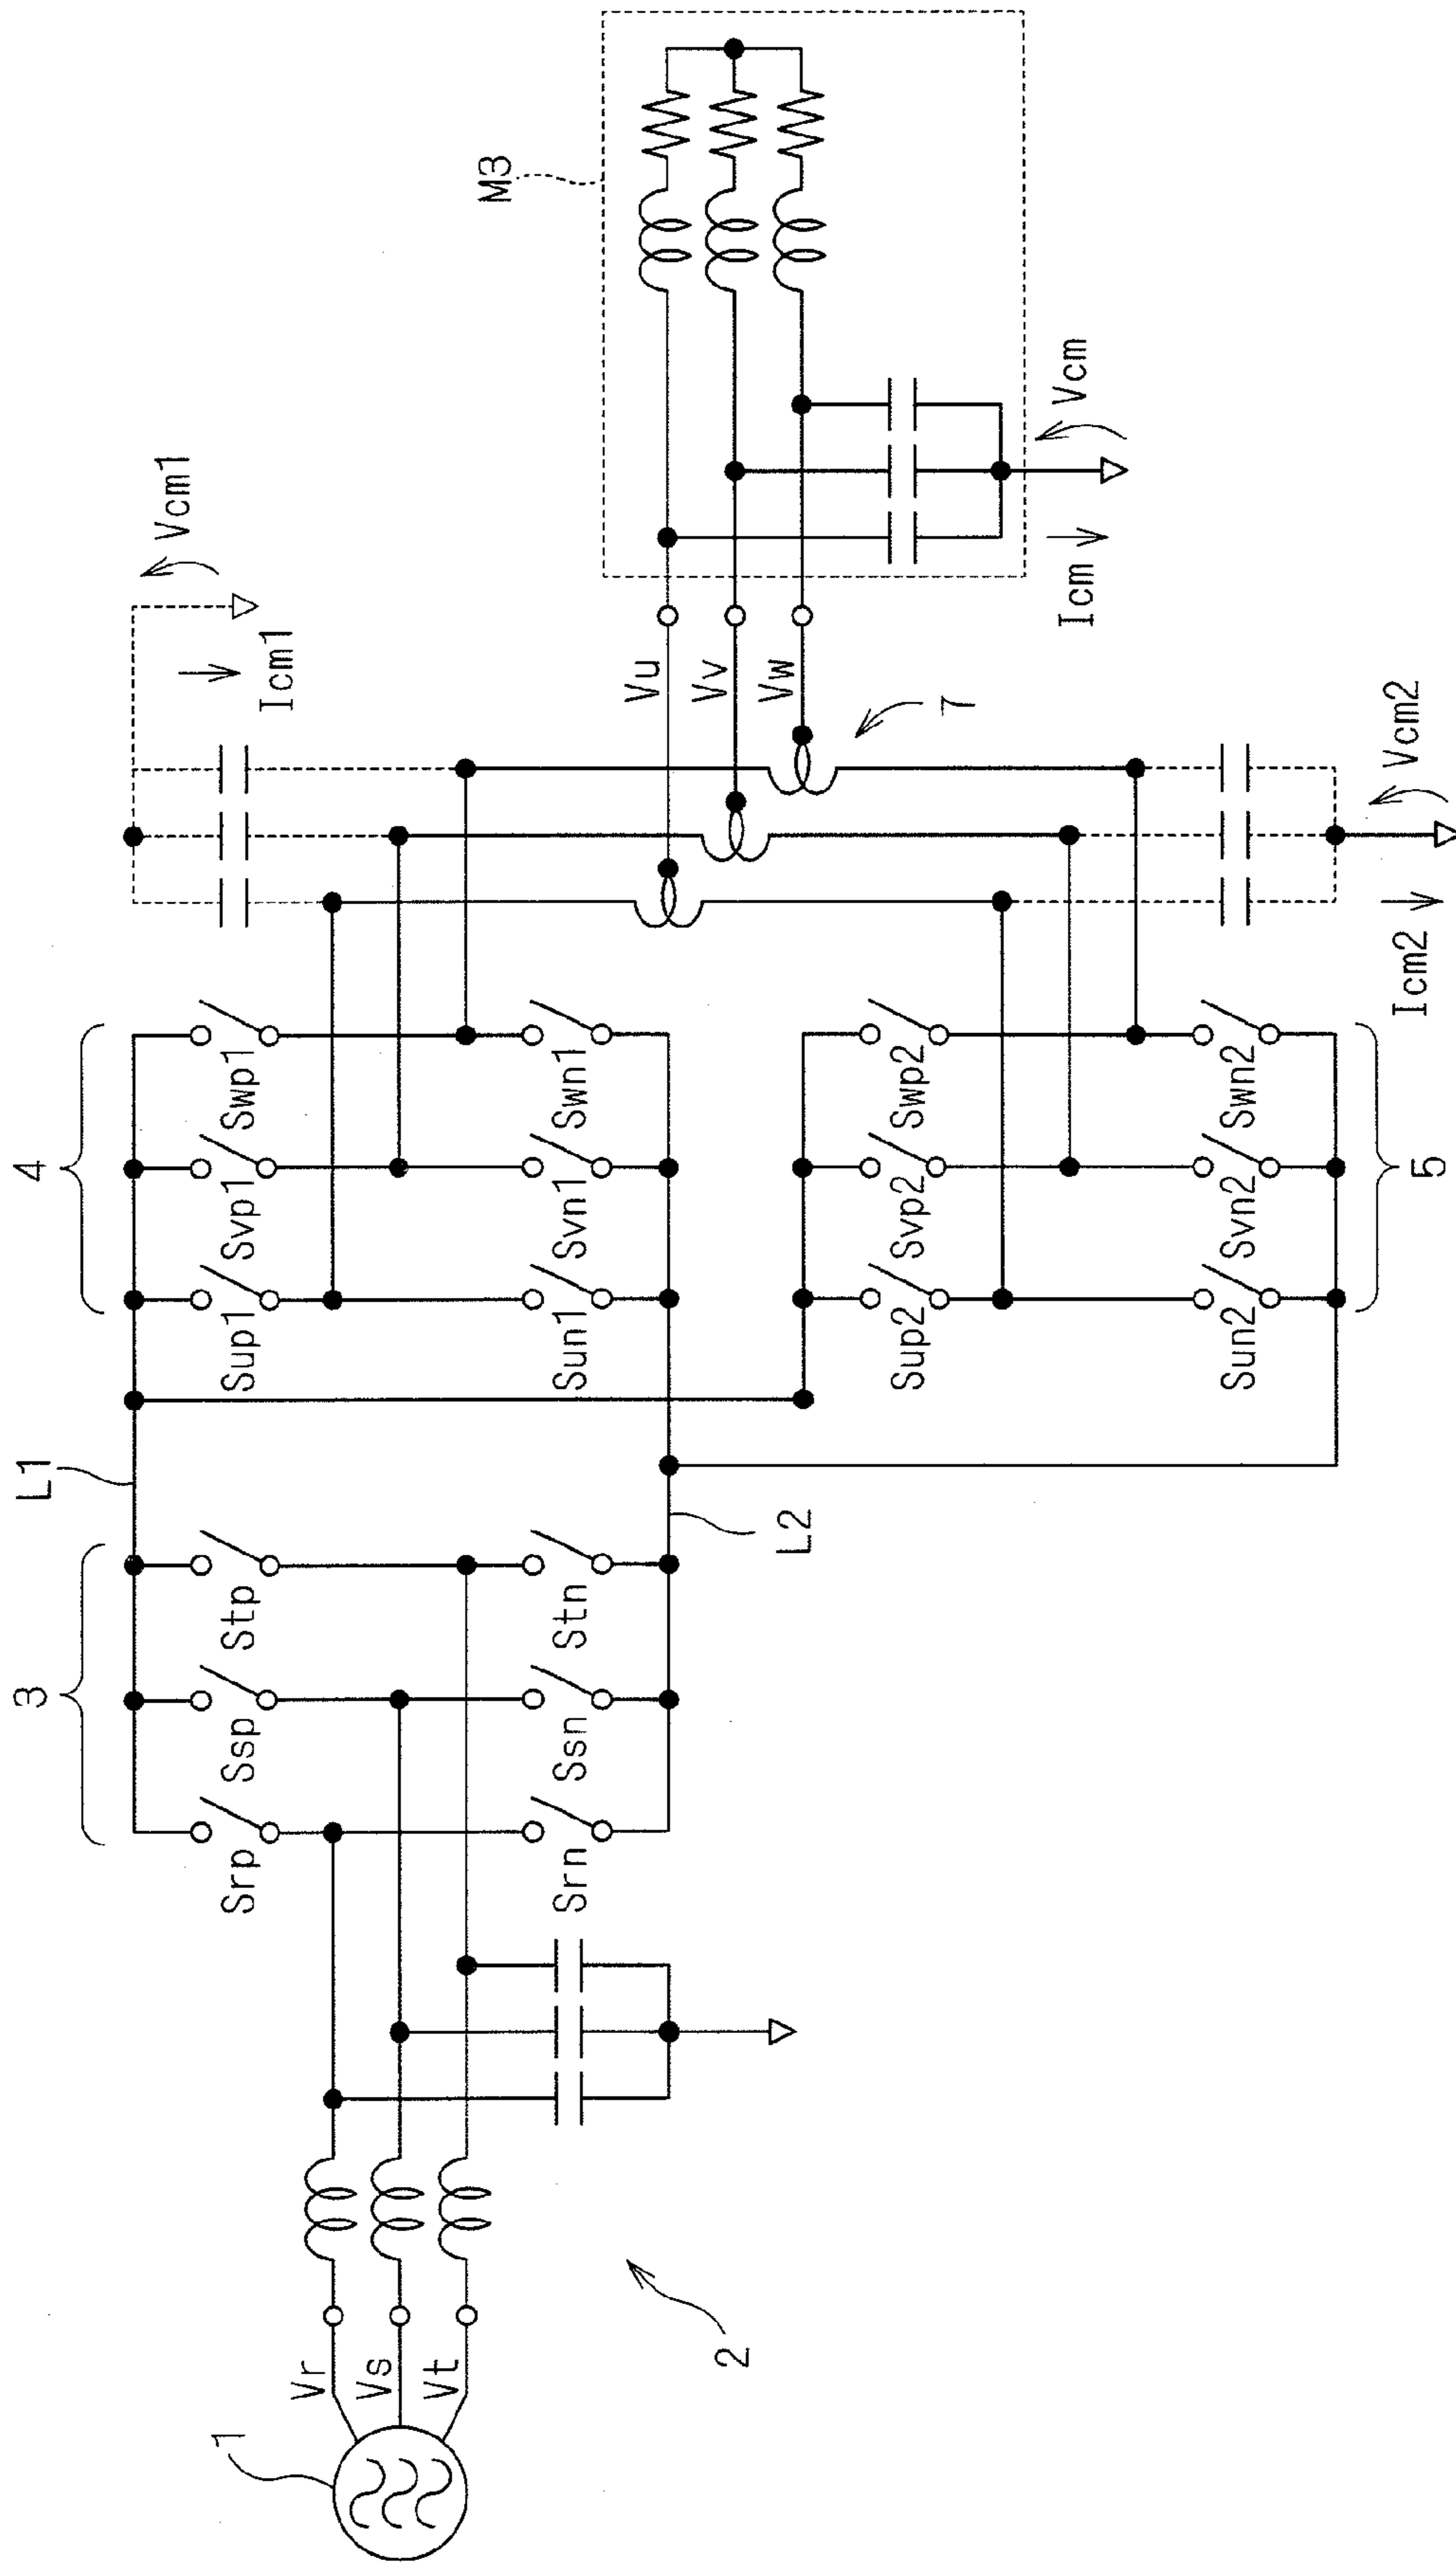 1
Vr
Vs
Vt
2
3
Srp
Ssp
Stp
Srn
Ssn
Stn
L1
L2
4
Sup1
Svp1
Swp1
Sun1
Svn1
Swn1
Sup2
Svp2
Swp2
Sun2
Svn2
Swn2
5
Vcm1
Icm1
Vu
Vv
Vw
7
Icm2
Vcm2
M3
Icm
Vcm